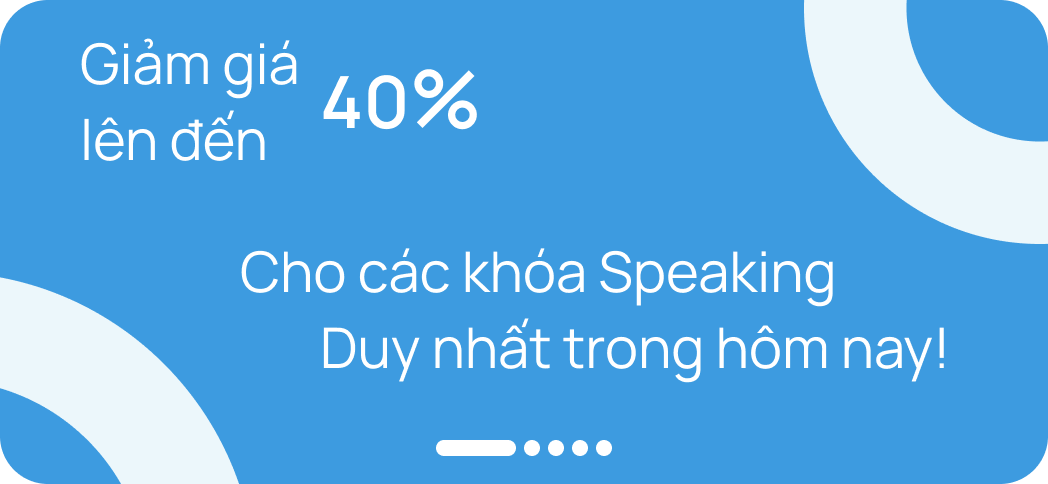 Giảm giá
lên đến
40%
Cho các khóa Speaking
Duy nhất trong hôm nay!